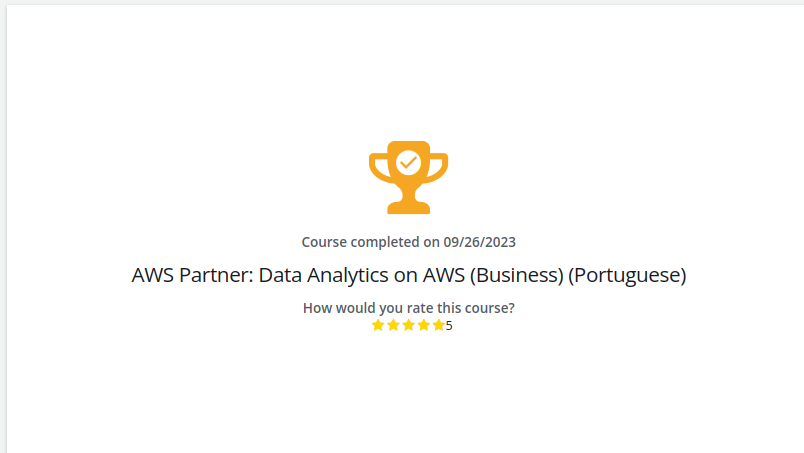 Course completed on 09/26/2023
AWS Partner: Data Analytics on AWS (Business) (Portuguese)
How would you rate this course?
5